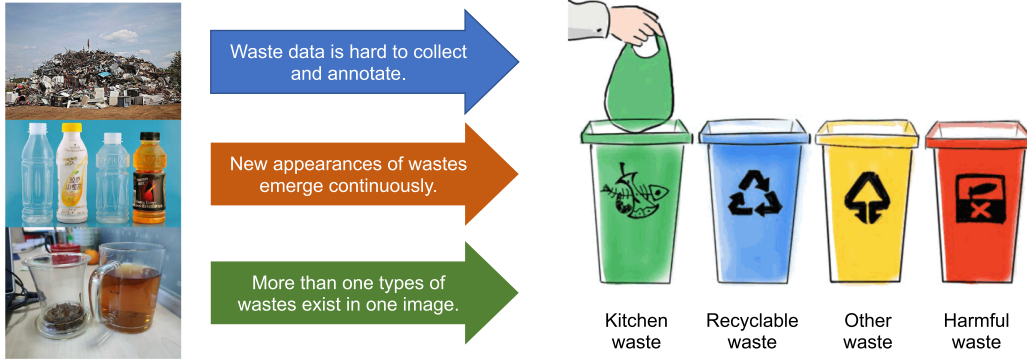 Waste data is hard to collect
and annotate.
New appearances of wastes
emerge continuously.
More than one types of
wastes exist in one image.
Kitchen
waste
Recyclable
waste
Other
waste
Harmful
waste